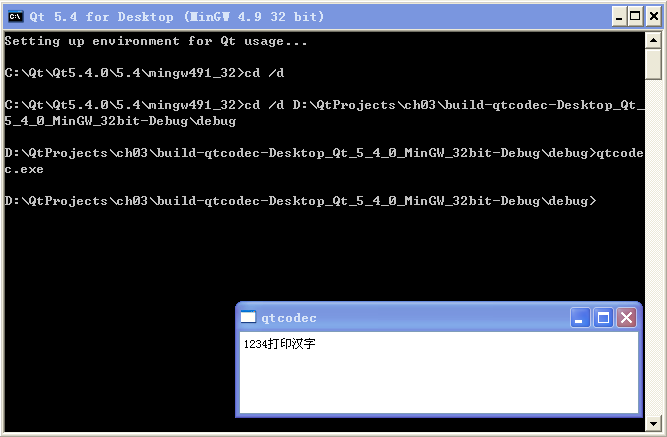 Qt 5.4 for Desktop (MinGW 4.9 32 bit)
Setting up environment for Qt usage...
C:\Qt\Qt5.4.0\5.4\mingw491_32>cd /d
C:\Qt\Qt5.4.0\5.4\mingw491_32>cd /d D:\QtProjects\ch03\build-qtcodec-Desktop_Qt_
5_4_0_MinGW_32bit-Debug\debug
D:\QtProjects\ch03\build-qtcodec-Desktop_Qt_5_4_0_MinGW_32bit-Debug\debug>qtcode
c.exe
D:\QtProjects\ch03\build-qtcodec-Desktop_Qt_5_4_0_MinGW_32bit-Debug\debug>
qtcodec
1234打印汉字